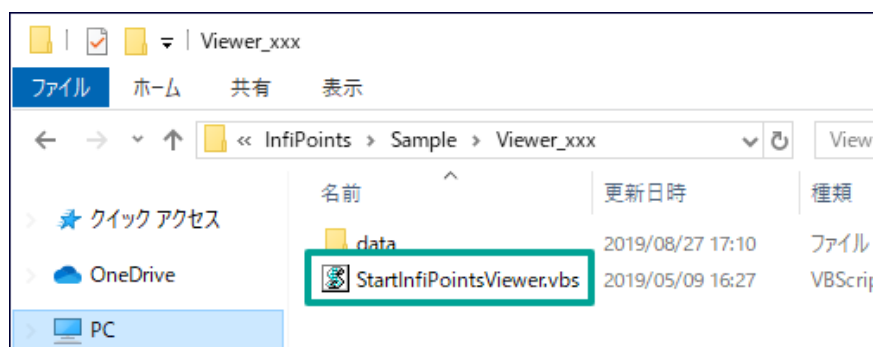 Viewer_xxx
ファイル ホーム 共有 表示
« InfiPoints › Sample › Viewer_xxx View
名前 更新日時 種類
クイック アクセス
data 2019/08/27 17:10 ファイル
OneDrive
StartInfiPointsViewer.vbs 2019/05/09 16:27 VBScrip
PC